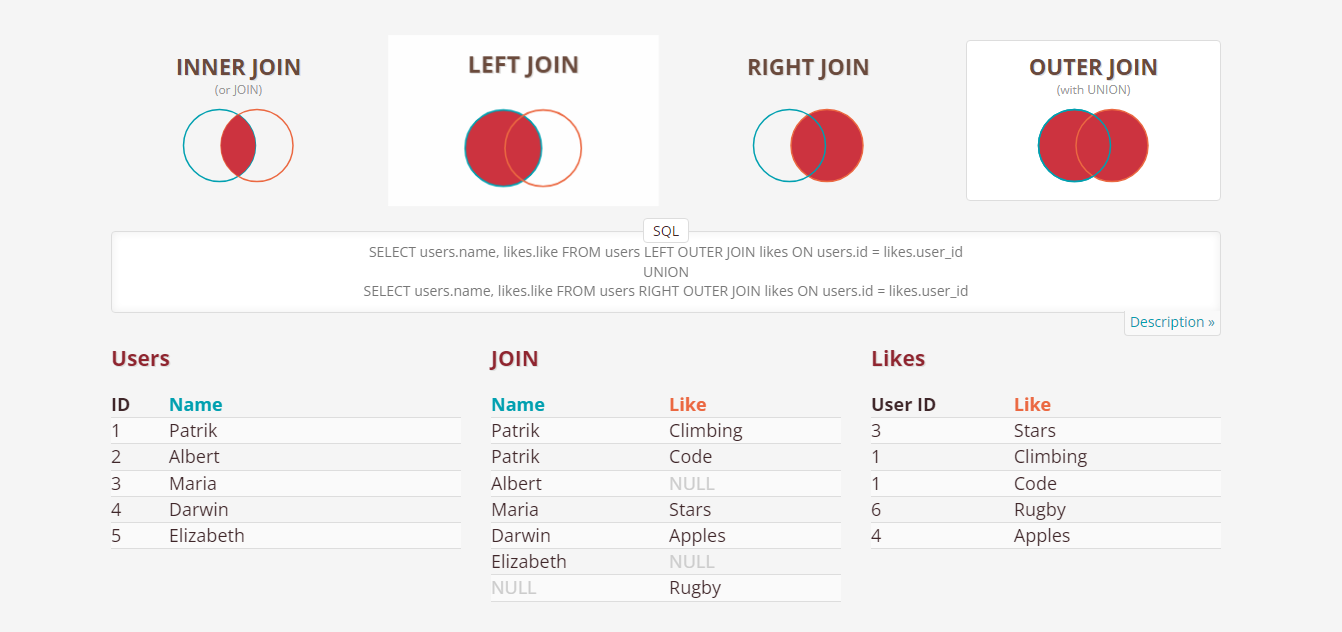 INNER JOIN
(or JOIN)
LEFT JOIN
RIGHT JOIN
OUTER JOIN
(with UNION)
SQL
SELECT users.name, likes.like FROM users LEFT OUTER JOIN likes ON users.id = likes.user_id
UNION
SELECT users.name, likes.like FROM users RIGHT OUTER JOIN likes ON users.id = likes.user_id
Description »
Users
ID Name
1 Patrik
2 Albert
3 Maria
4 Darwin
5 Elizabeth
JOIN
Name Like
Patrik Climbing
Patrik Code
Albert NULL
Maria Stars
Darwin Apples
Elizabeth NULL
NULL Rugby
Likes
User ID Like
3 Stars
1 Climbing
1 Code
6 Rugby
4 Apples